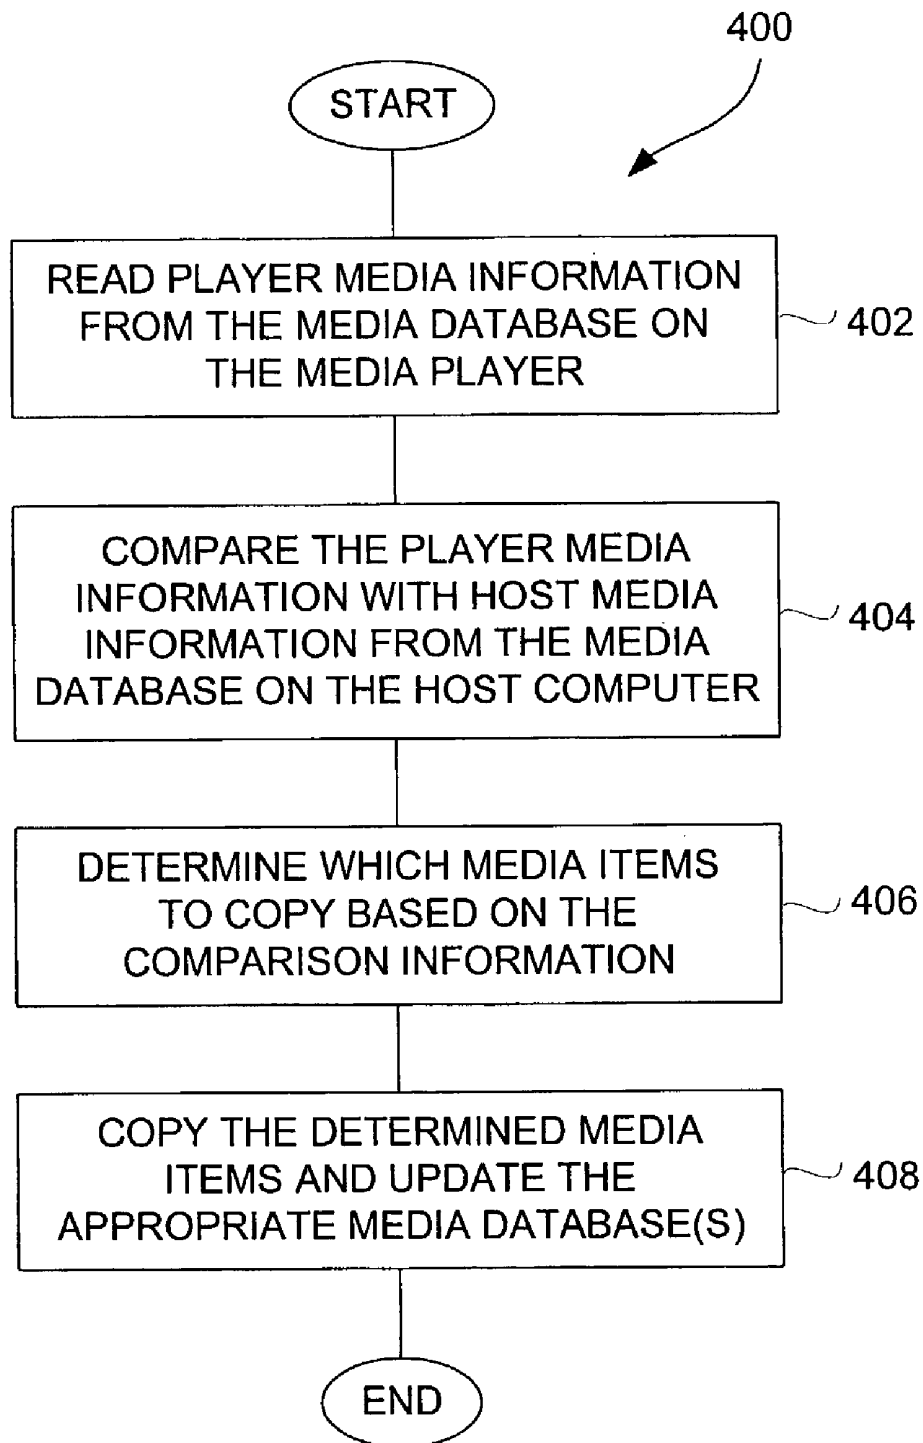 400
START
READ PLAYER MEDIA INFORMATION
FROM THE MEDIA DATABASE ON
THE MEDIA PLAYER
402
COMPARE THE PLAYER MEDIA
INFORMATION WITH HOST MEDIA
INFORMATION FROM THE MEDIA
DATABASE ON THE HOST COMPUTER
404
DETERMINE WHICH MEDIA ITEMS
TO COPY BASED ON THE
COMPARISON INFORMATION
406
COPY THE DETERMINED MEDIA
ITEMS AND UPDATE THE
APPROPRIATE MEDIA DATABASE(S)
408
END